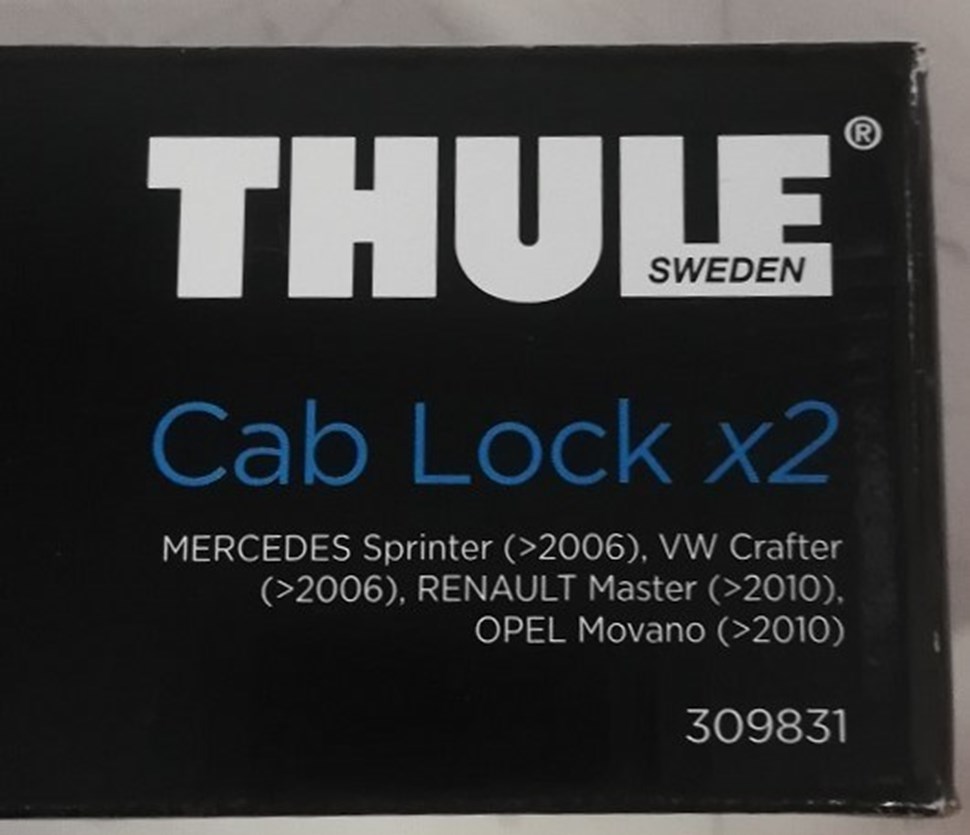 THULE®
SWEDEN
Cab Lock x2
MERCEDES Sprinter (>2006), VW Crafter
(>2006), RENAULT Master (>2010),
OPEL Movano (>2010)
309831